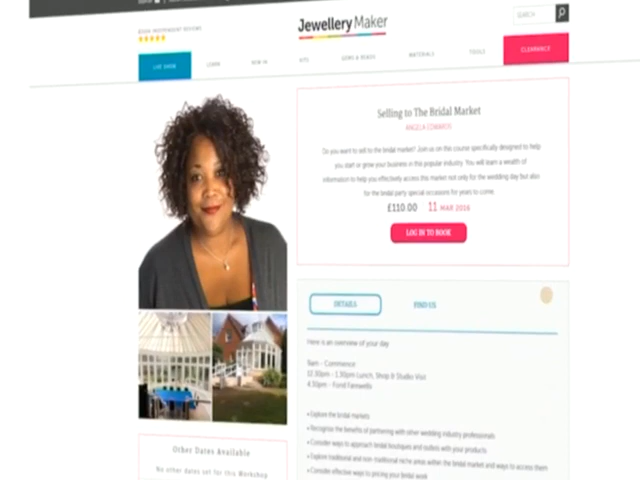 Jewellery Maker
SEARCH
LIVE SHOW
LEARN
NEW IN
KITS
GEMS & BEADS
MATERIALS
TOOLS
CLEARANCE
Selling to The Bridal Market
ANGELA EDWARDS
Do you want to sell to the bridal market? Join us on this course specifically designed to help
you start or grow your business in this popular industry. You will learn a wealth of
information to help you effectively access this market not only for the wedding day but also
for the bridal party special occasions for years to come.
£110.00 11 MAR 2016
LOG IN TO BOOK
DETAILS
FIND US
Here is an overview of your day
9am - Commence
12.30pm - 1.30pm Lunch, Shop & Studio Visit
4.30pm - Fond Farewells
• Explore the bridal markets
• Recognise the benefits of partnering with other wedding industry professionals
• Consider ways to approach bridal boutiques and outlets with your products
• Explore traditional and non-traditional niche areas within the bridal market and ways to access them
• Consider effective ways to pricing your bridal work
Other Dates Available
No other dates set for this Workshop